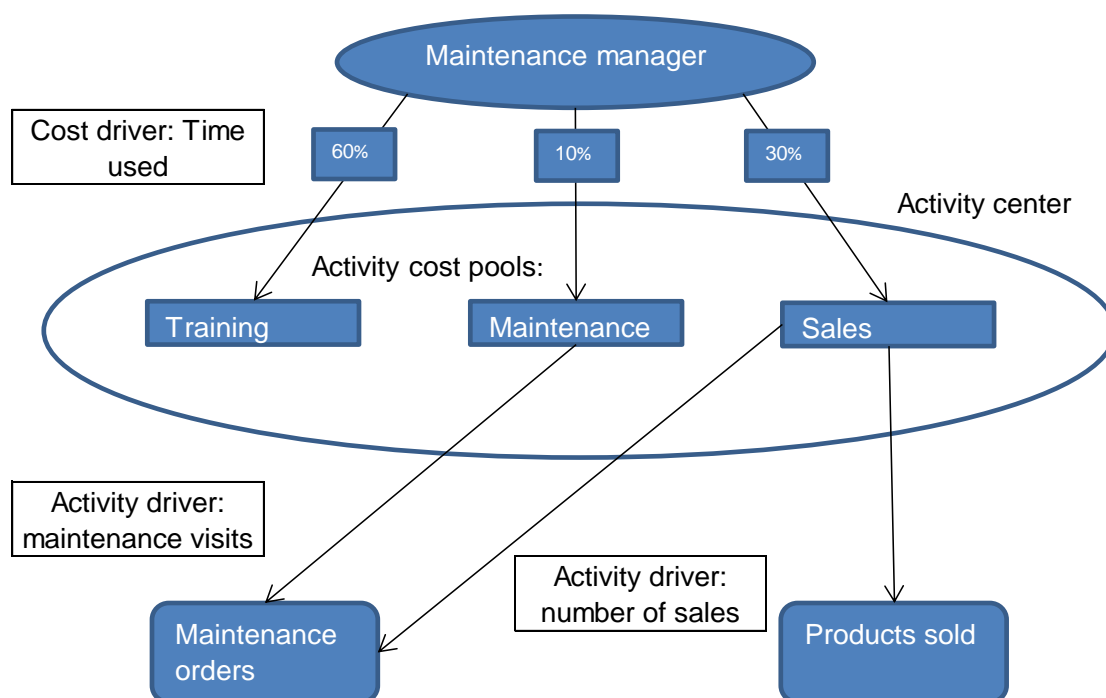 Maintenance manager
Cost driver: Time
used
60%
10%
30%
Activity center
Activity cost pools:
Training
Maintenance
Sales
Activity driver:
maintenance visits
Activity driver:
number of sales
Maintenance
orders
Products sold